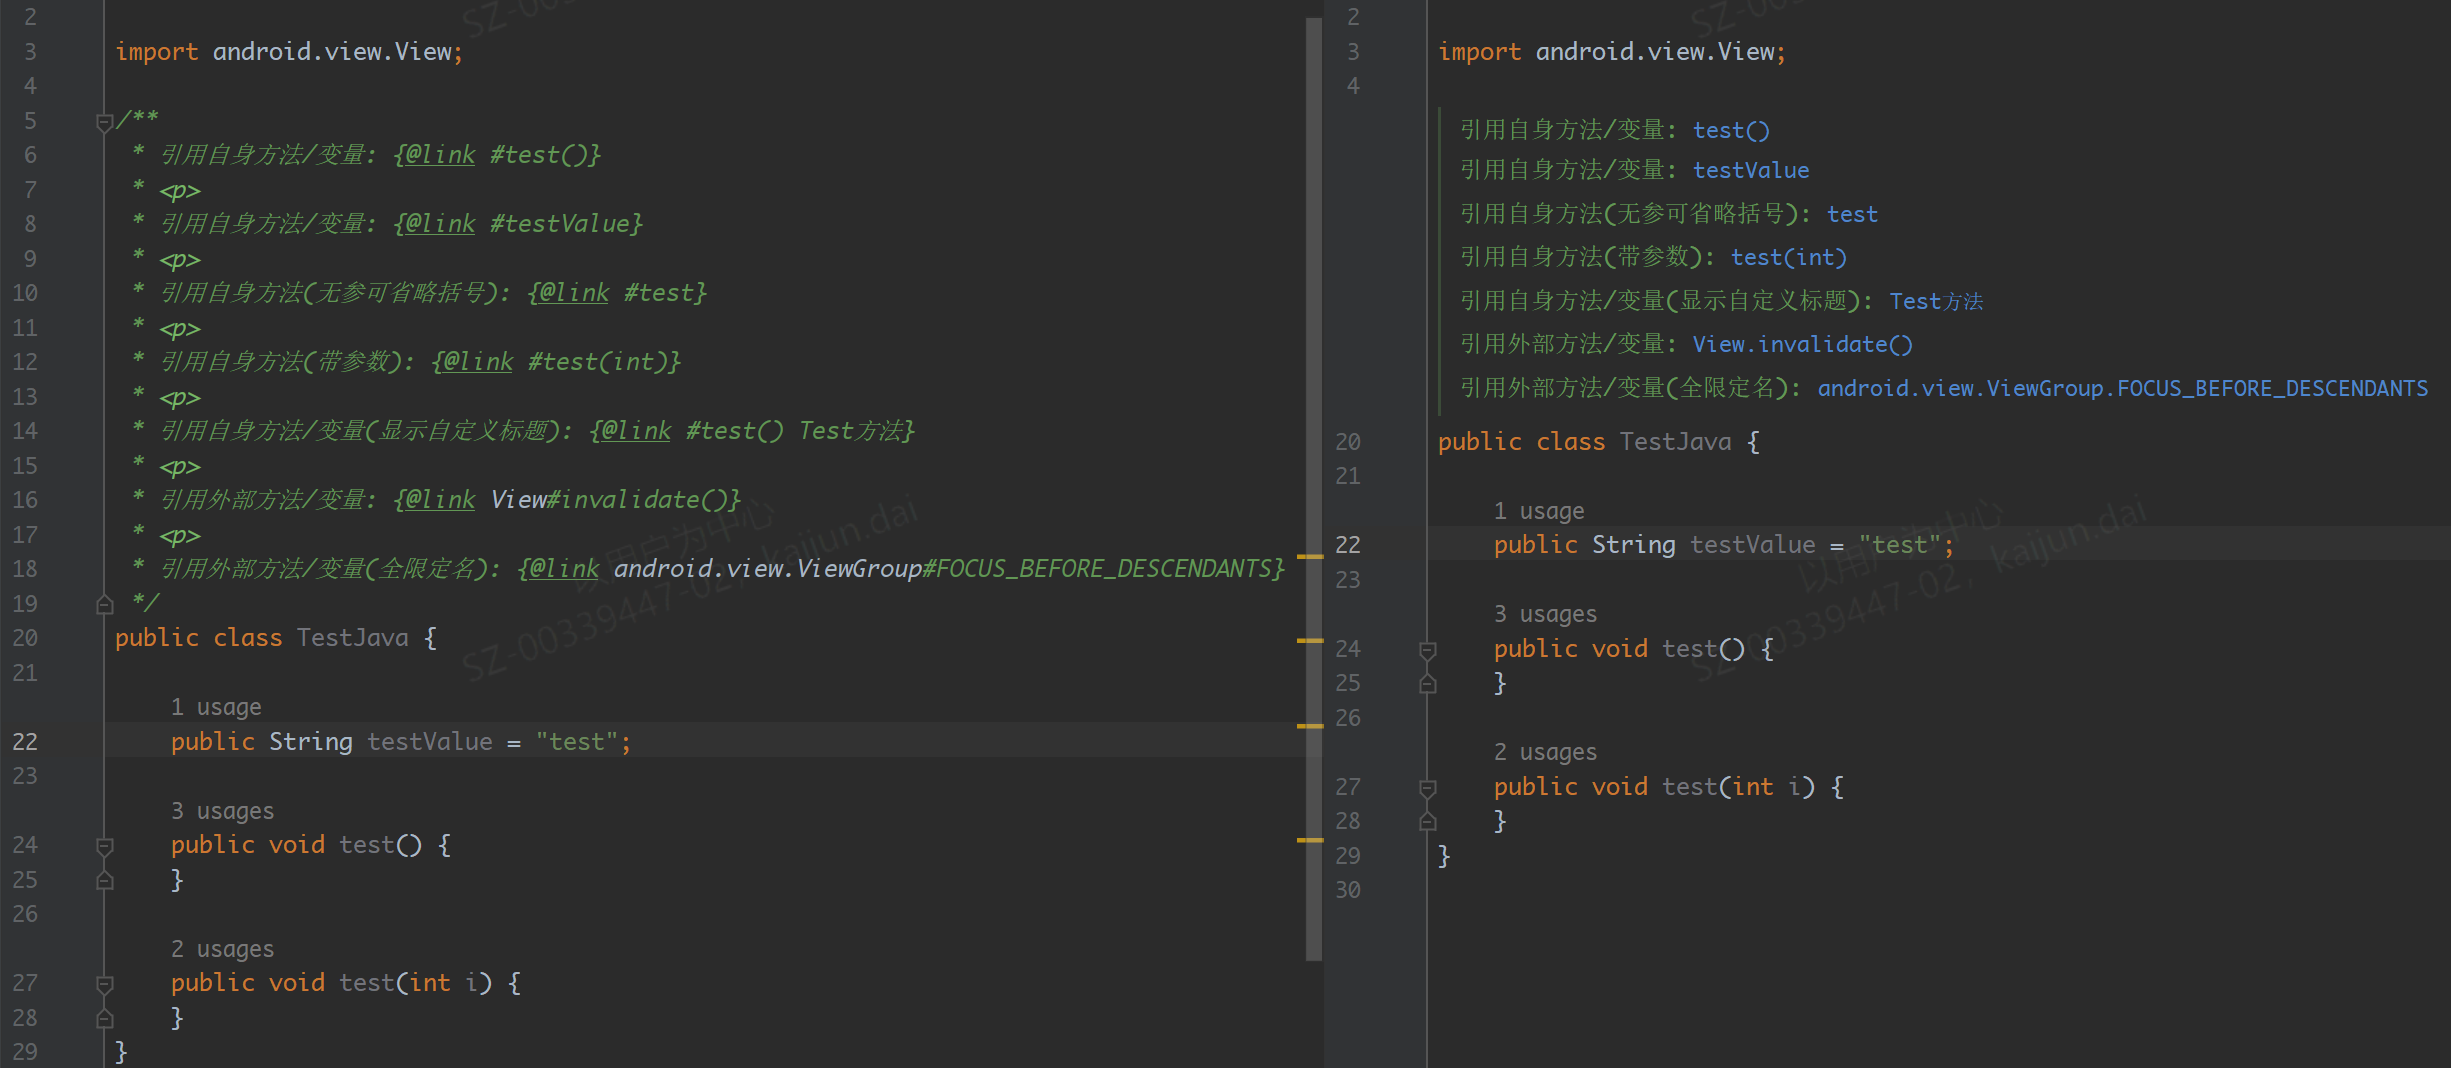 2
3 import android.view.View;
4
5 /**
6 * 引用自身方法/变量: {@link #test()}
7 * <p>
8 * 引用自身方法/变量: {@link #testValue}
9 * <p>
10 * 引用自身方法(无参可省略括号): {@link #test}
11 * <p>
12 * 引用自身方法(带参数): {@link #test(int)}
13 * <p>
14 * 引用自身方法/变量(显示自定义标题): {@link #test() Test方法}
15 * <p>
16 * 引用外部方法/变量: {@link View#invalidate()}
17 * <p>
18 * 引用外部方法/变量(全限定名): {@link android.view.ViewGroup#FOCUS_BEFORE_DESCENDANTS}
19 */
20 public class TestJava {
21
1 usage
22 public String testValue = "test";
23
3 usages
24 public void test() {
25 }
26
2 usages
27 public void test(int i) {
28 }
29 }
以用户为中心
SZ-00339447-02, kaijun.dai
2
3 import android.view.View;
4
引用自身方法/变量: test()
引用自身方法/变量: testValue
引用自身方法(无参可省略括号): test
引用自身方法(带参数): test(int)
引用自身方法/变量(显示自定义标题): Test方法
引用外部方法/变量: View.invalidate()
引用外部方法/变量(全限定名): android.view.ViewGroup.FOCUS_BEFORE_DESCENDANTS
20 public class TestJava {
21
1 usage
22 public String testValue = "test";
23
3 usages
24 public void test() {
25 }
26
2 usages
27 public void test(int i) {
28 }
29 }
30
以用户为中心
SZ-00339447-02, kaijun.dai